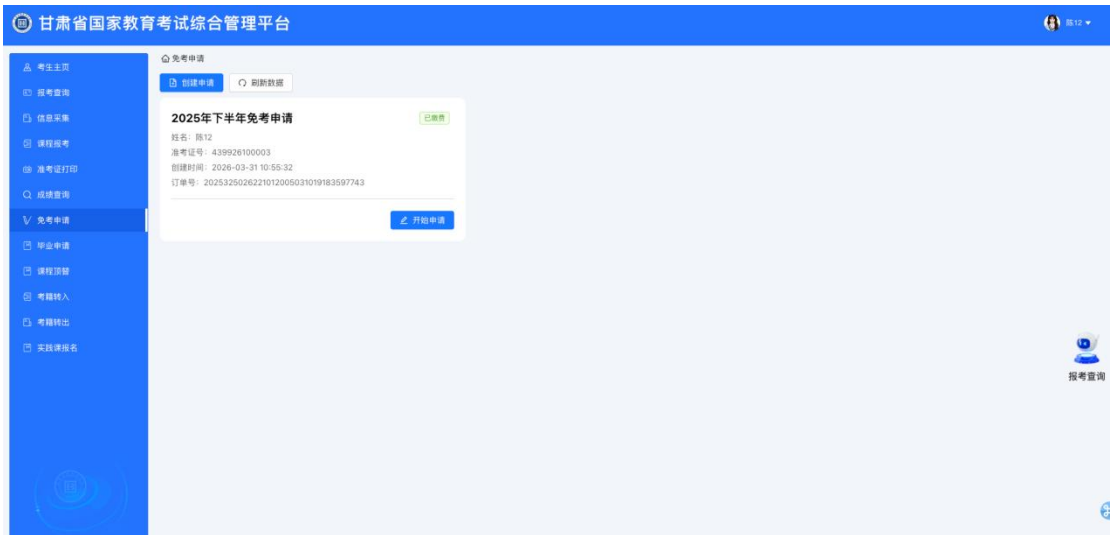 甘肃省国家教育考试综合管理平台
陈12
考生主页
报考查询
信息采集
课程报考
准考证打印
成绩查询
免考申请
毕业申请
课程顶替
考籍转入
考籍转出
实践课报名
免考申请
创建申请
刷新数据
2025年下半年免考申请
已缴费
姓名：陈12
准考证号：439926100003
创建时间：2026-03-31 10:55:32
订单号：2025325026221012005031019183597743
开始申请
报考查询